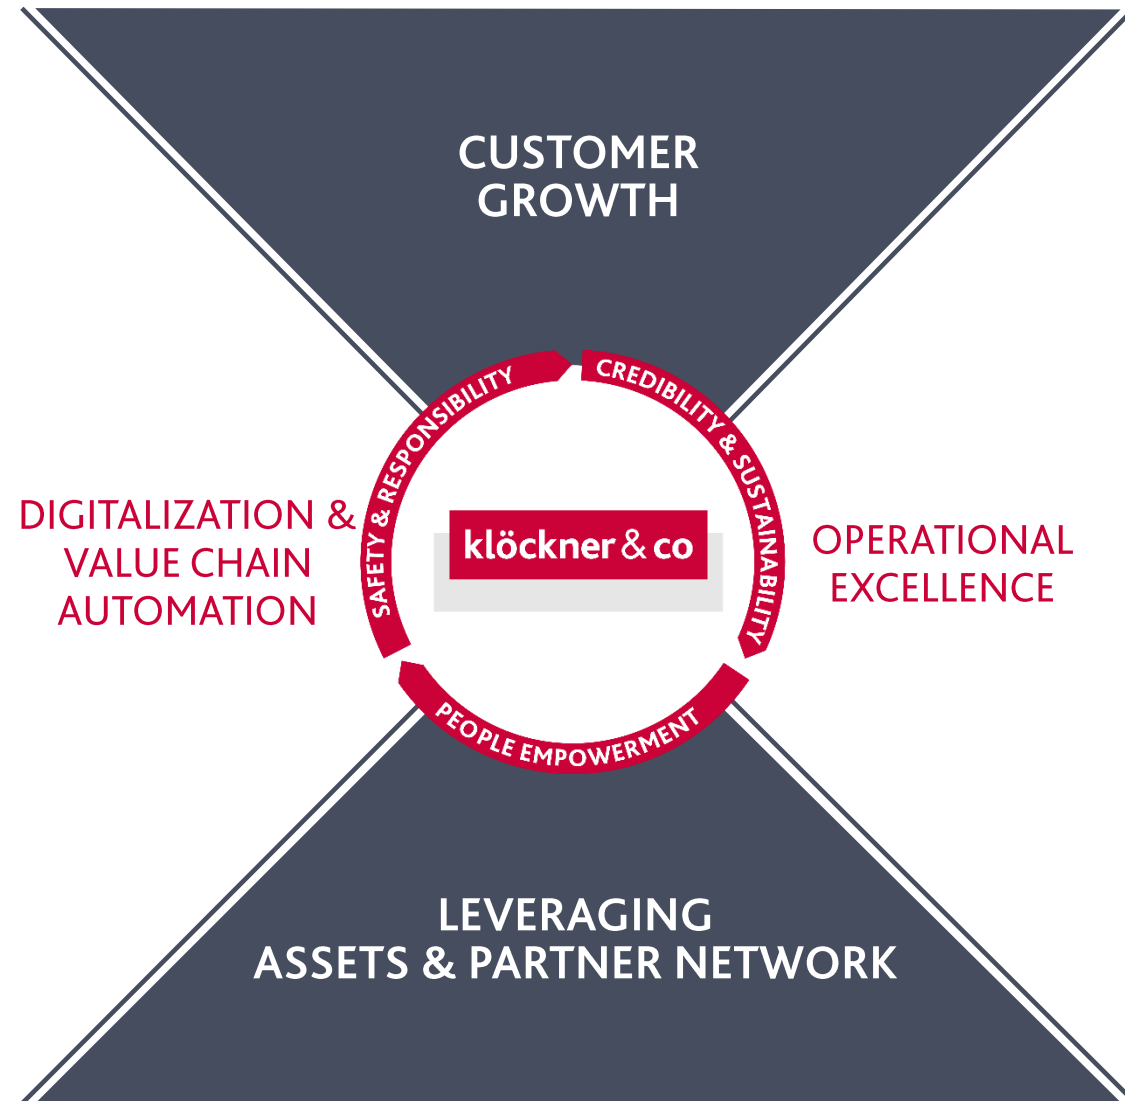 CUSTOMER
GROWTH
SAFETY & RESPONSIBILITY
CREDIBILITY & SUSTAINABILITY
DIGITALIZATION &
VALUE CHAIN
AUTOMATION
klöckner & co
OPERATIONAL
EXCELLENCE
PEOPLE EMPOWERMENT
LEVERAGING
ASSETS & PARTNER NETWORK